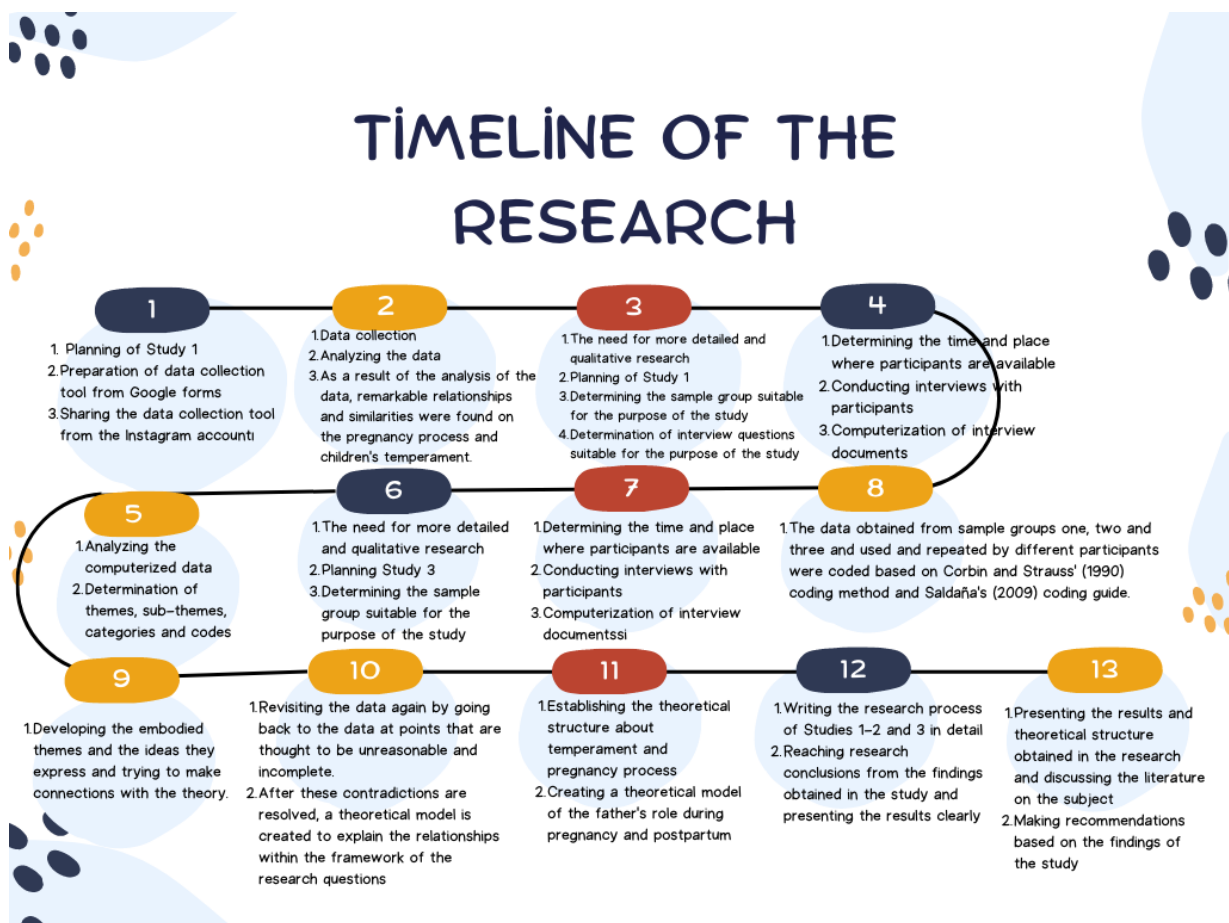 TİMELİNE OF THE
RESEARCH
1
1. Planning of Study 1
2.Preparation of data collection
tool from Google forms
3.Sharing the data collection tool
from the Instagram accounti
2
1.Data collection
2.Analyzing the data
3.As a result of the analysis of the
data, remarkable relationships
and similarities were found on
the pregnancy process and
children's temperament.
3
1.The need for more detailed and
qualitative research
2.Planning of Study 1
3.Determining the sample group suitable
for the purpose of the study
4.Determination of interview questions
suitable for the purpose of the study
4
1.Determining the time and place
where participants are available
2.Conducting interviews with
participants
3.Computerization of interview
documents
5
1.Analyzing the
computerized data
2.Determination of
themes, sub-themes,
categories and codes
6
1.The need for more detailed
and qualitative research
2.Planning Study 3
3.Determining the sample
group suitable for the
purpose of the study
7
1.Determining the time and place
where participants are available
2.Conducting interviews with
participants
3.Computerization of interview
documentssi
8
1.The data obtained from sample groups one, two and
three and used and repeated by different participants
were coded based on Corbin and Strauss' (1990)
coding method and Saldaña's (2009) coding guide.
9
1.Developing the embodied
themes and the ideas they
express and trying to make
connections with the theory.
10
1.Revisiting the data again by going
back to the data at points that are
thought to be unreasonable and
incomplete.
2.After these contradictions are
resolved, a theoretical model is
created to explain the relationships
within the framework of the
research questions
11
1.Establishing the theoretical
structure about
temperament and
pregnancy process
2.Creating a theoretical model
of the father's role during
pregnancy and postpartum
12
1.Writing the research process
of Studies 1-2 and 3 in detail
2.Reaching research
conclusions from the findings
obtained in the study and
presenting the results clearly
13
1.Presenting the results and
theoretical structure
obtained in the research
and discussing the literature
on the subject
2.Making recommendations
based on the findings of
the study